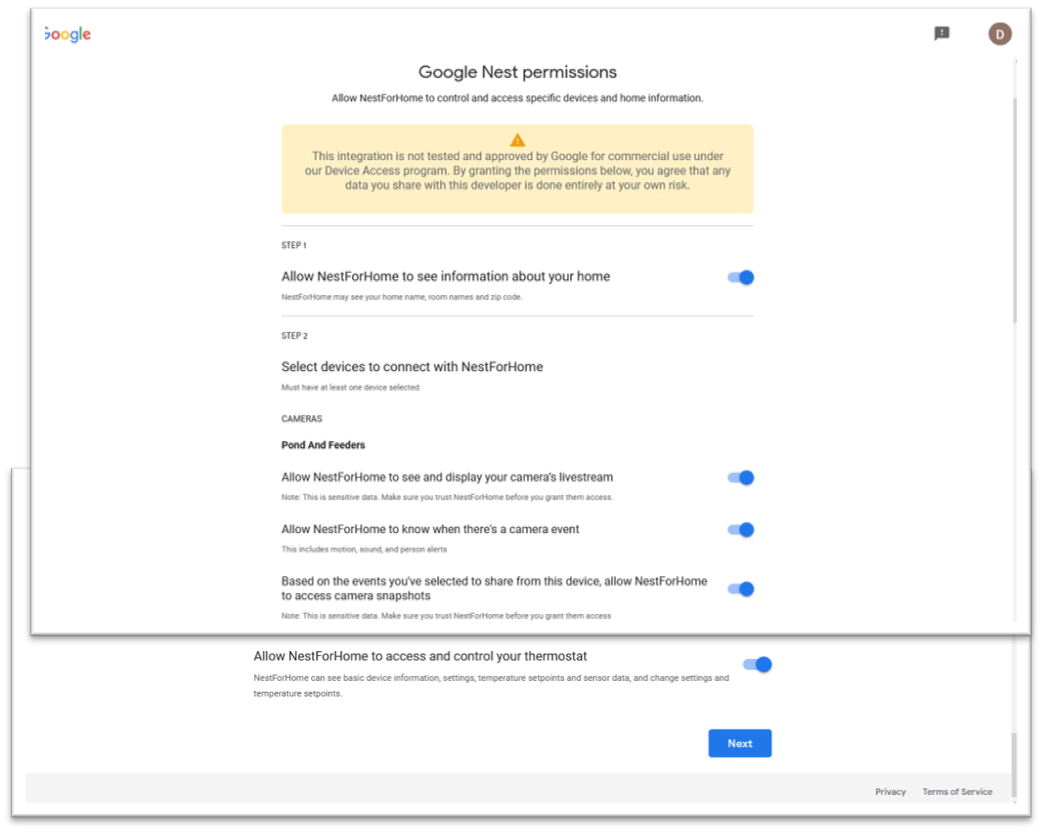 Google
D
Google Nest permissions
Allow NestForHome to control and access specific devices and home information.
This integration is not tested and approved by Google for commercial use under
our Device Access program. By granting the permissions below, you agree that any
data you share with this developer is done entirely at your own risk.
STEP 1
Allow NestForHome to see information about your home
NestForHome may see your home name, room names and zip code.
STEP 2
Select devices to connect with NestForHome
Must have at least one device selected.
CAMERAS
Pond And Feeders
Allow NestForHome to see and display your camera's livestream
Note: This is sensitive data. Make sure you trust NestForHome before you grant them access.
Allow NestForHome to know when there's a camera event
This includes motion, sound, and person alerts
Based on the events you've selected to share from this device, allow NestForHome
to access camera snapshots
Note: This is sensitive data. Make sure you trust NestForHome before you grant them access
Allow NestForHome to access and control your thermostat
NestForHome can see basic device information, settings, temperature setpoints and sensor data, and change settings and
temperature setpoints.
Next
Privacy Terms of Service